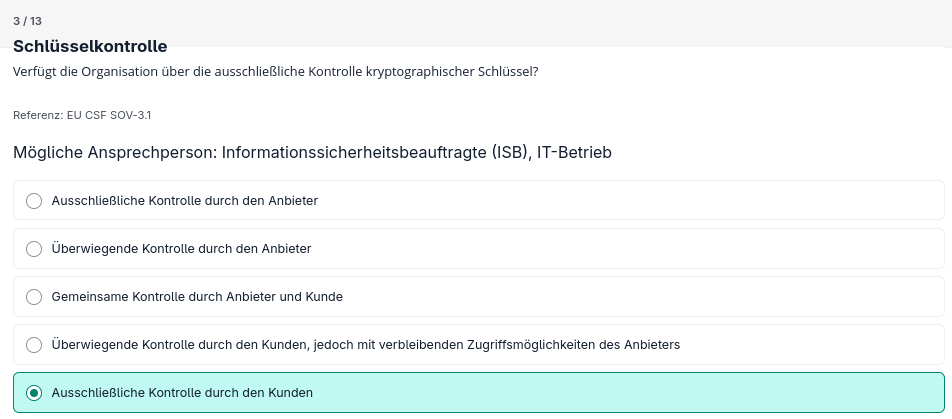 3 / 13
Schlüsselkontrolle
Verfügt die Organisation über die ausschließliche Kontrolle kryptographischer Schlüssel?
Referenz: EU CSF SOV-3.1
Mögliche Ansprechperson: Informationssicherheitsbeauftragte (ISB), IT-Betrieb
Ausschließliche Kontrolle durch den Anbieter
Überwiegende Kontrolle durch den Anbieter
Gemeinsame Kontrolle durch Anbieter und Kunde
Überwiegende Kontrolle durch den Kunden, jedoch mit verbleibenden Zugriffsmöglichkeiten des Anbieters
Ausschließliche Kontrolle durch den Kunden